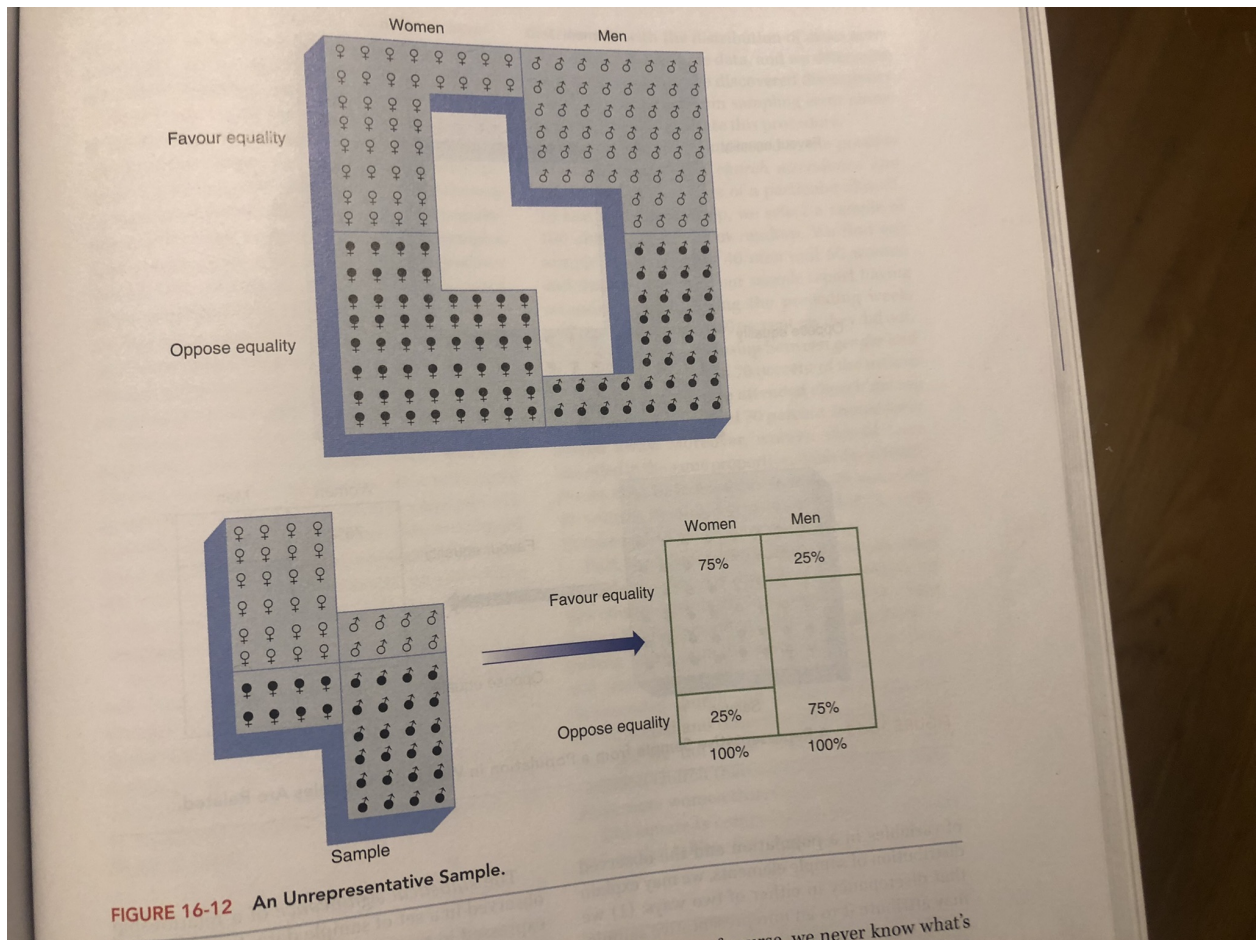 Women Men
Favour equality
Oppose equality
Women Men
75% 25%
Favour equality
Oppose equality
25% 75%
100% 100%
Sample
FIGURE 16-12 An Unrepresentative Sample.
we never know what's